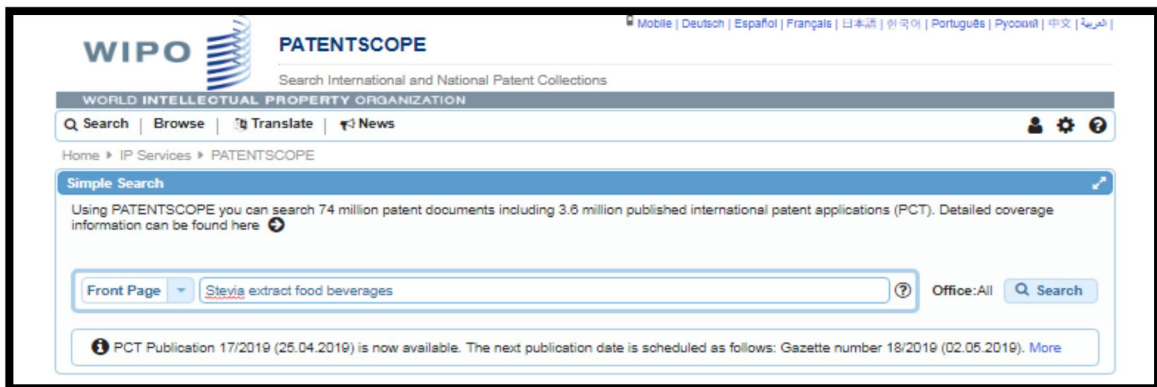 Mobile | Deutsch | Español | Français | 日本語 | 한국어 | Português | Русский | 中文 | العربية |
WIPO
PATENTSCOPE
Search International and National Patent Collections
WORLD INTELLECTUAL PROPERTY ORGANIZATION
Search | Browse | Translate | News
Home IP Services PATENTSCOPE
Simple Search
Using PATENTSCOPE you can search 74 million patent documents including 3.6 million published international patent applications (PCT). Detailed coverage
information can be found here
Front Page Stevia extract food beverages Office:All Search
PCT Publication 17/2019 (25.04.2019) is now available. The next publication date is scheduled as follows: Gazette number 18/2019 (02.05.2019). More